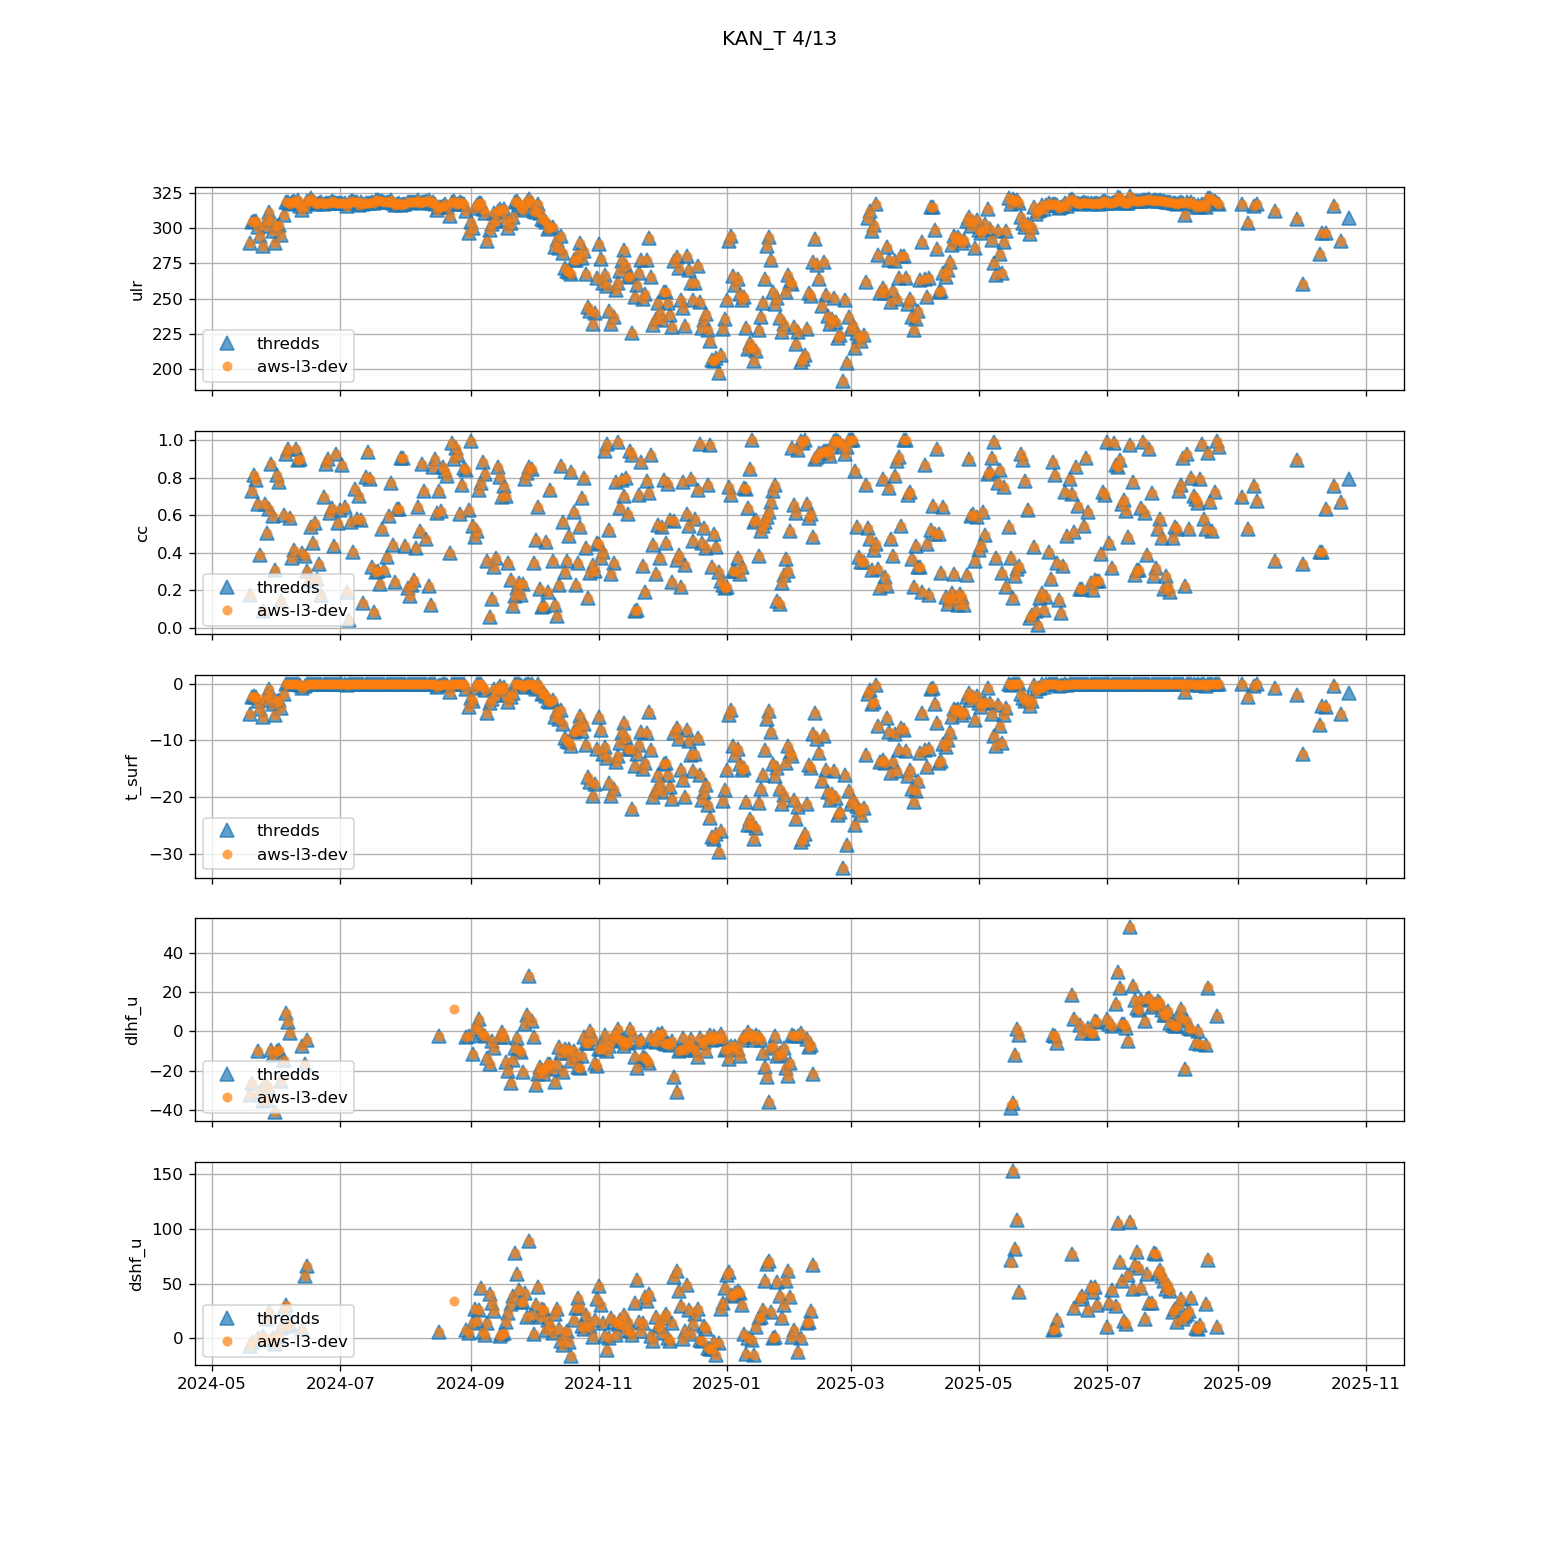 KAN_T 4/13
325
300
275
250
225
200
ulr
thredds
aws-l3-dev
1.0
0.8
0.6
0.4
0.2
0.0
cc
thredds
aws-l3-dev
0
−10
−20
−30
t_surf
thredds
aws-l3-dev
40
20
0
−20
−40
dlhf_u
thredds
aws-l3-dev
150
100
50
0
dshf_u
thredds
aws-l3-dev
2024-05 2024-07 2024-09 2024-11 2025-01 2025-03 2025-05 2025-07 2025-09 2025-11